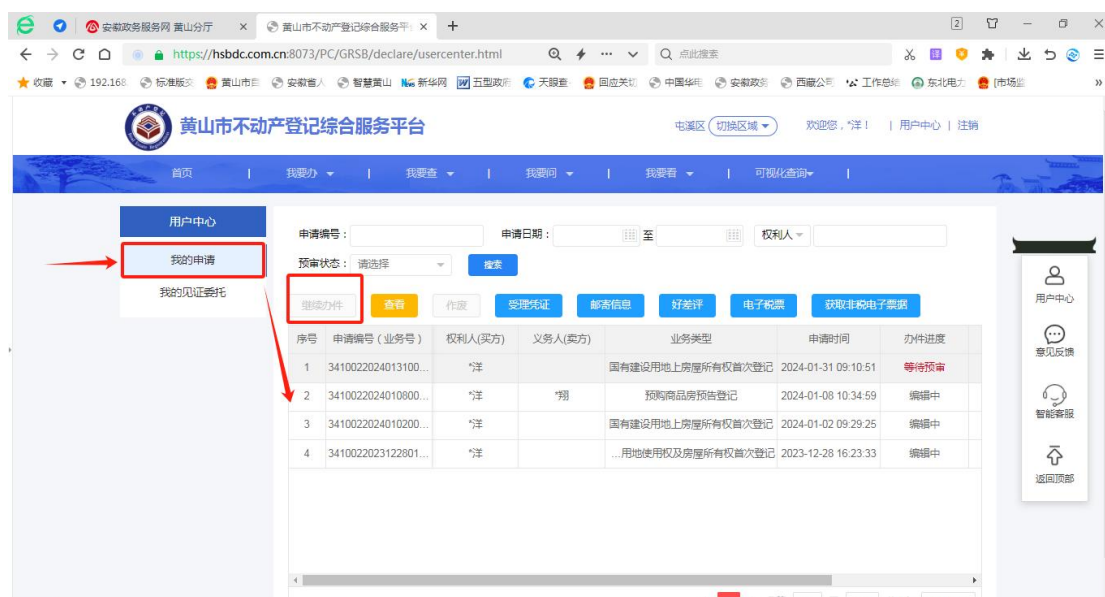 安徽政务服务网 黄山分厅 × 黄山市不动产登记综合服务平 × + 2
https://hsbdc.com.cn:8073/PC/GRSB/declare/usercenter.html 点此搜索
收藏 192.168 标准版交 黄山市 安徽省人 智慧黄山 新华网 五型政府 天眼查 回应关切 中国华电 安徽政务 西藏公司 工作总结 东北电力 [市场监 »
黄山市不动产登记综合服务平台 屯溪区 切换区域 欢迎您，*洋！ | 用户中心 | 注销
首页 | 我要办 | 我要查 | 我要问 | 我要看 | 可视化查询 |
用户中心
我的申请
我的见证委托
申请编号： 申请日期： 至 权利人
预审状态： 请选择 搜索
继续办件 查看 作废 受理凭证 邮寄信息 好差评 电子税票 获取非税电子票据
序号 申请编号（业务号） 权利人(买方) 义务人(卖方) 业务类型 申请时间 办件进度
1 3410022024013100... *洋 国有建设用地上房屋所有权首次登记 2024-01-31 09:10:51 等待预审
2 3410022024010800... *洋 *翔 预购商品房预告登记 2024-01-08 10:34:59 编辑中
3 3410022024010200... *洋 国有建设用地上房屋所有权首次登记 2024-01-02 09:29:25 编辑中
4 3410022023122801... *洋 ...用地使用权及房屋所有权首次登记 2023-12-28 16:23:33 编辑中
用户中心
意见反馈
智能客服
返回顶部